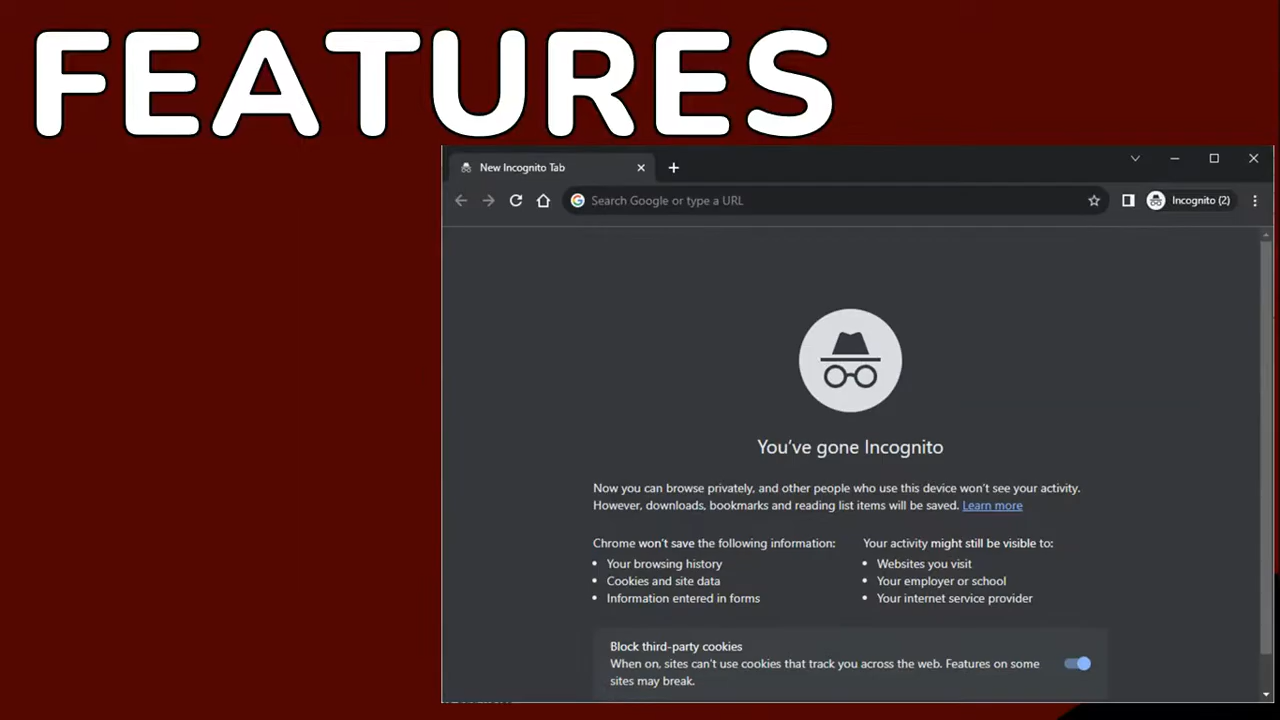 FEATURES
New Incognito Tab
Search Google or type a URL
Incognito (2)
You've gone Incognito
Now you can browse privately, and other people who use this device won't see your activity.
However, downloads, bookmarks and reading list items will be saved. Learn more
Chrome won't save the following information:
• Your browsing history
• Cookies and site data
• Information entered in forms
Your activity might still be visible to:
• Websites you visit
• Your employer or school
• Your internet service provider
Block third-party cookies
When on, sites can't use cookies that track you across the web. Features on some
sites may break.